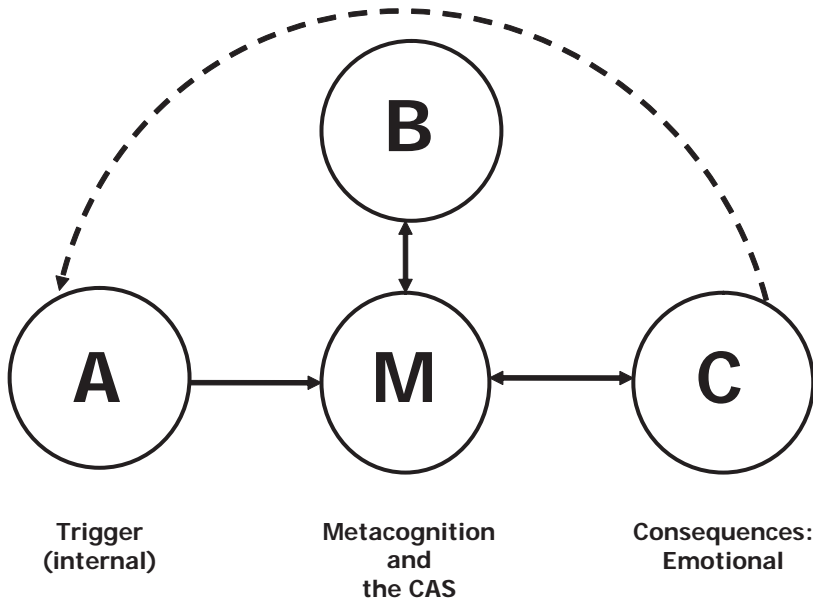 B
A
M
C
Trigger
(internal)
Metacognition
and
the CAS
Consequences:
Emotional